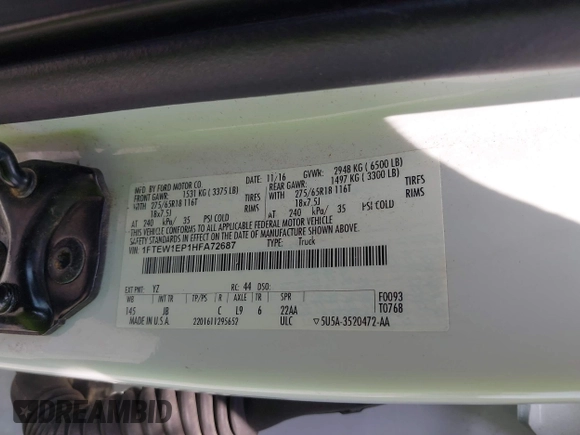 MFD. BY FORD MOTOR CO.
DATE: 11/16 GVWR: 2948 KG ( 6500 LB)
FRONT GAWR: 1531 KG ( 3375 LB) REAR GAWR: 1497 KG ( 3300 LB)
WITH 275/65R18 116T TIRES WITH 275/65R18 116T TIRES
18x7.5J RIMS 18x7.5J RIMS
AT 240 kPa/ 35 PSI COLD AT 240 kPa/ 35 PSI COLD
THIS VEHICLE CONFORMS TO ALL APPLICABLE FEDERAL MOTOR VEHICLE
SAFETY STANDARDS IN EFFECT ON THE DATE OF MANUFACTURE SHOWN ABOVE.
VIN: 1FTEW1EP1HFA72687 TYPE: Truck
EXT PNT: YZ RC: 44 DSO:
WB INT TR TP/PS R AXLE TR SPR F0093
145 JB C L9 6 22AA T0768
MADE IN U.S.A. 2201611295652 ULC ▽5U5A-3520472-AA
DREAMBID